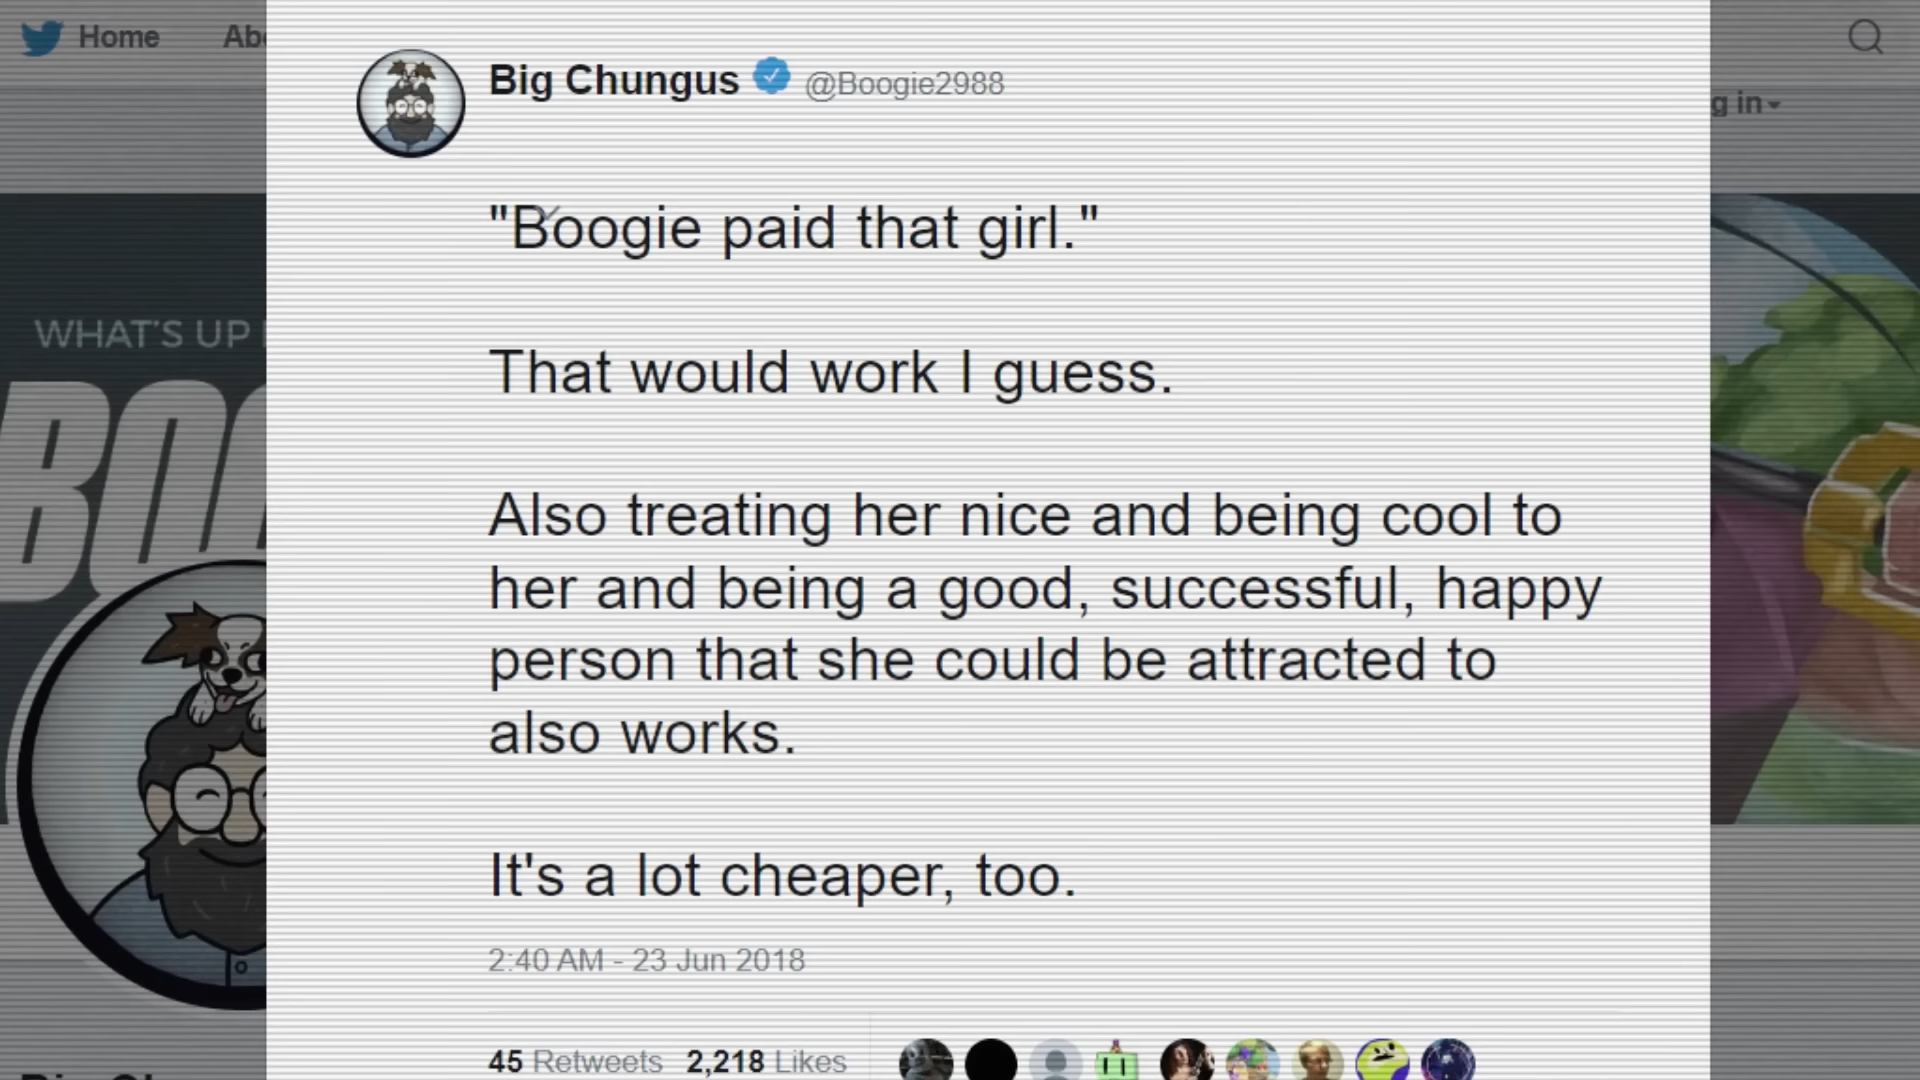 Home
WHAT'S UP
Big Chungus @Boogie2988
"Boogie paid that girl."
That would work I guess.
Also treating her nice and being cool to
her and being a good, successful, happy
person that she could be attracted to
also works.
It's a lot cheaper, too.
2:40 AM - 23 Jun 2018
45 Retweets 2,218 Likes